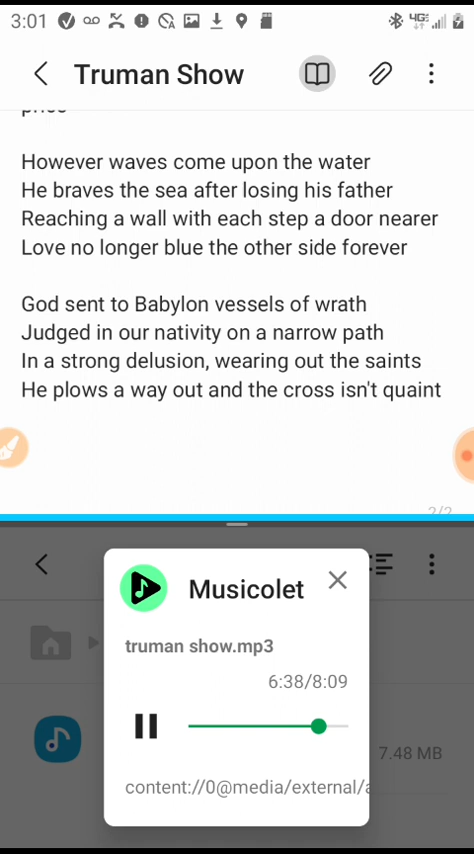 3:01
4GE
Truman Show
price
However waves come upon the water
He braves the sea after losing his father
Reaching a wall with each step a door nearer
Love no longer blue the other side forever
God sent to Babylon vessels of wrath
Judged in our nativity on a narrow path
In a strong delusion, wearing out the saints
He plows a way out and the cross isn't quaint
2/2
Musicolet
truman show.mp3
6:38/8:09
7.48 MB
content://0@media/external/a